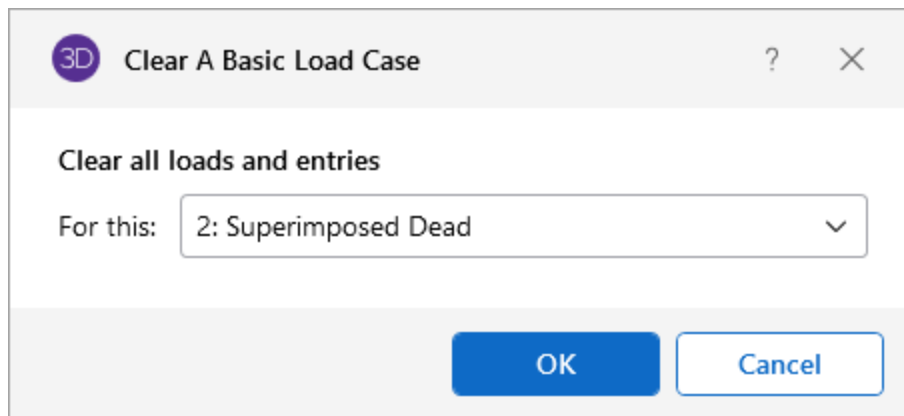 3D Clear A Basic Load Case ?
Clear all loads and entries
For this: 2: Superimposed Dead
OK Cancel